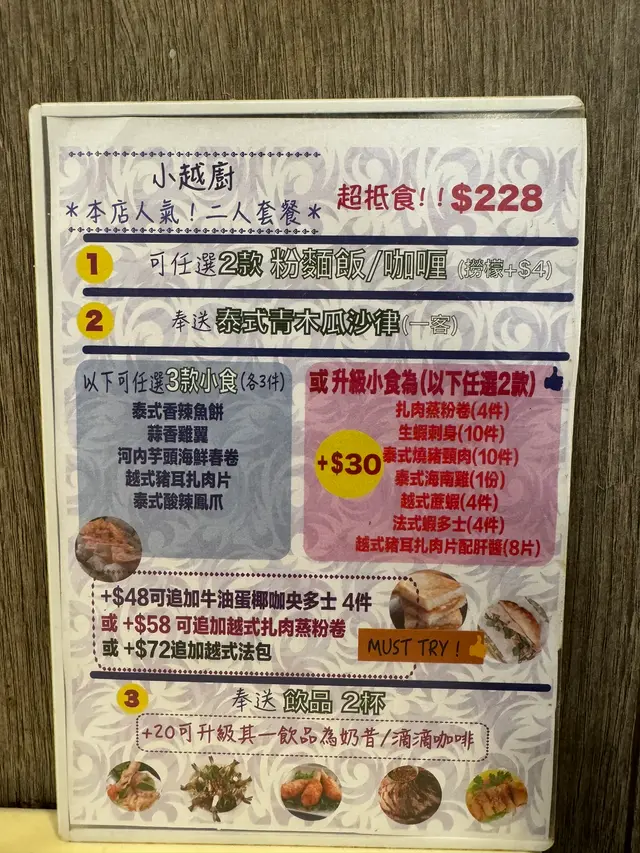 小越廚
*本店人氣！二人套餐*
超抵食!! $228
1 可任選2款 粉麵飯/咖喱 (撈檬+$4)
2 奉送泰式青木瓜沙律(一客)
以下可任選3款小食(各3件)
泰式香辣魚餅
蒜香雞翼
河內芋頭海鮮春卷
越式豬耳扎肉片
泰式酸辣鳳爪
或升級小食為(以下任選2款)
+$30
扎肉蒸粉卷(4件)
生蝦刺身(10件)
泰式燒豬頸肉(10件)
泰式海南雞(1份)
越式蔗蝦(4件)
法式蝦多士(4件)
越式豬耳扎肉片配肝醬(8片)
+$48可追加牛油蛋椰咖央多士 4件
或 +$58 可追加越式扎肉蒸粉卷
或 +$72追加越式法包
MUST TRY !
3 奉送 飲品 2杯
+20可升級其一飲品為奶昔/滴滴咖啡